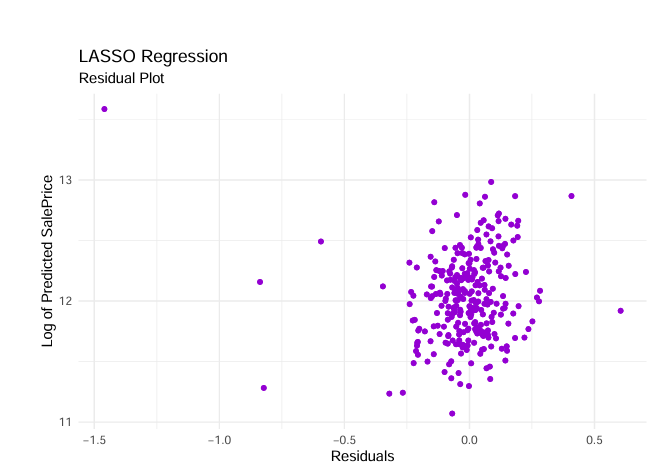 LASSO Regression
Residual Plot
Log of Predicted SalePrice
13
12
11
−1.5 −1.0 −0.5 0.0 0.5
Residuals